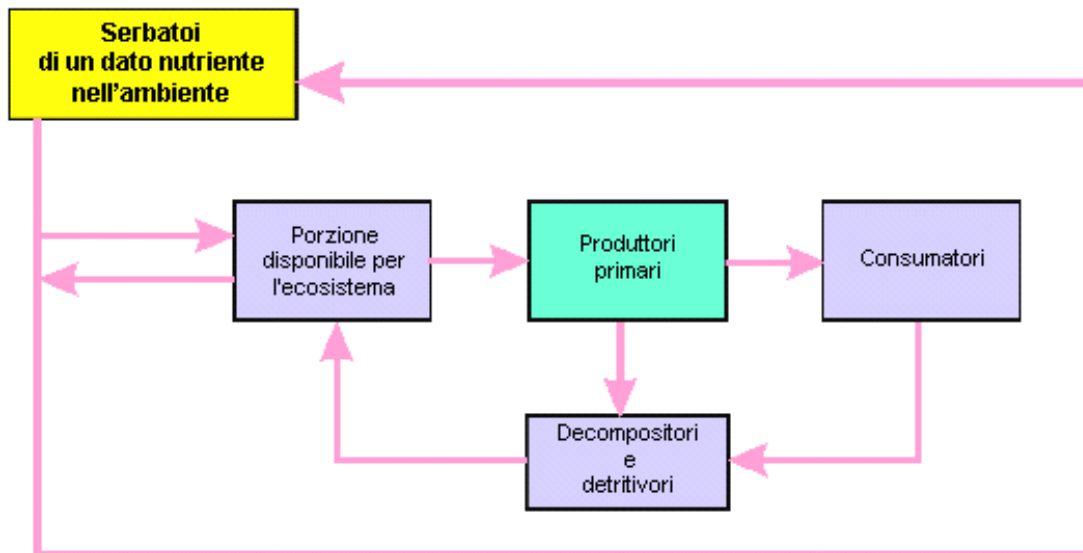 Serbatoi
di un dato nutriente
nell'ambiente
Porzione
disponibile per
l'ecosistema
Produttori
primari
Consumatori
Decompositori
e
detritivori